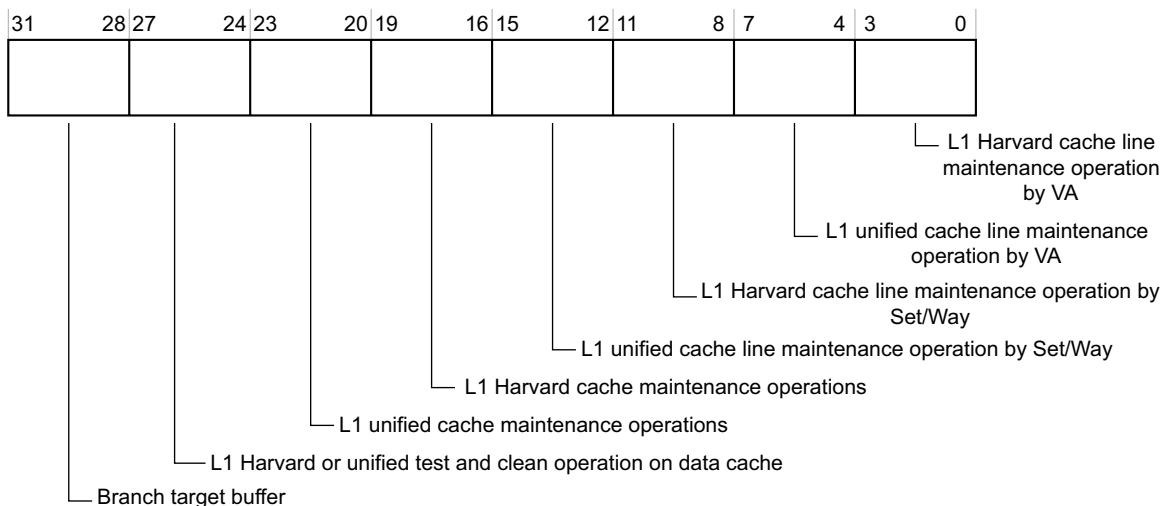 31 28 27 24 23 20 19 16 15 12 11 8 7 4 3 0
L1 Harvard cache line
maintenance operation
by VA
L1 unified cache line maintenance
operation by VA
L1 Harvard cache line maintenance operation by
Set/Way
L1 unified cache line maintenance operation by Set/Way
L1 Harvard cache maintenance operations
L1 unified cache maintenance operations
L1 Harvard or unified test and clean operation on data cache
Branch target buffer